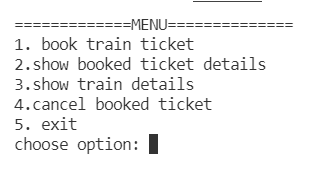 =============MENU==============
1. book train ticket
2.show booked ticket details
3.show train details
4.cancel booked ticket
5. exit
choose option: